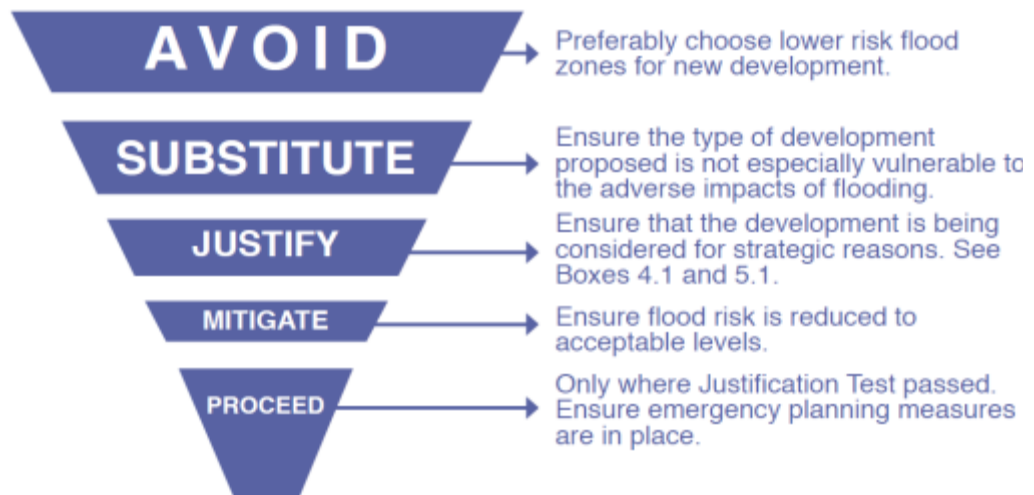 AVOID
Preferably choose lower risk flood
zones for new development.
SUBSTITUTE
Ensure the type of development
proposed is not especially vulnerable to
the adverse impacts of flooding.
JUSTIFY
Ensure that the development is being
considered for strategic reasons. See
Boxes 4.1 and 5.1.
MITIGATE
Ensure flood risk is reduced to
acceptable levels.
PROCEED
Only where Justification Test passed.
Ensure emergency planning measures
are in place.